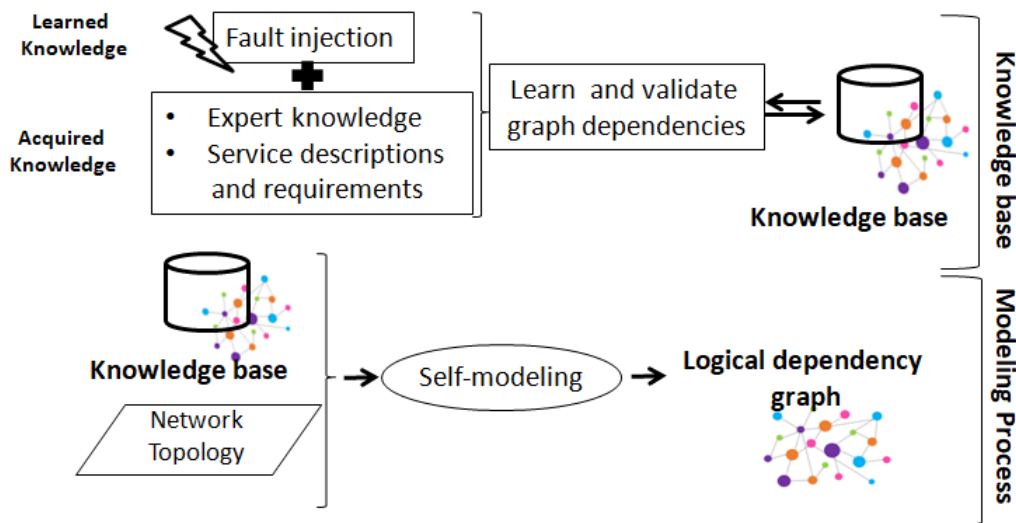 Learned
Knowledge
Fault injection
Acquired
Knowledge
• Expert knowledge
• Service descriptions
and requirements
Learn and validate
graph dependencies
Knowledge base
Knowledge base
Knowledge base
Network
Topology
Self-modeling
Logical dependency
graph
Modeling Process